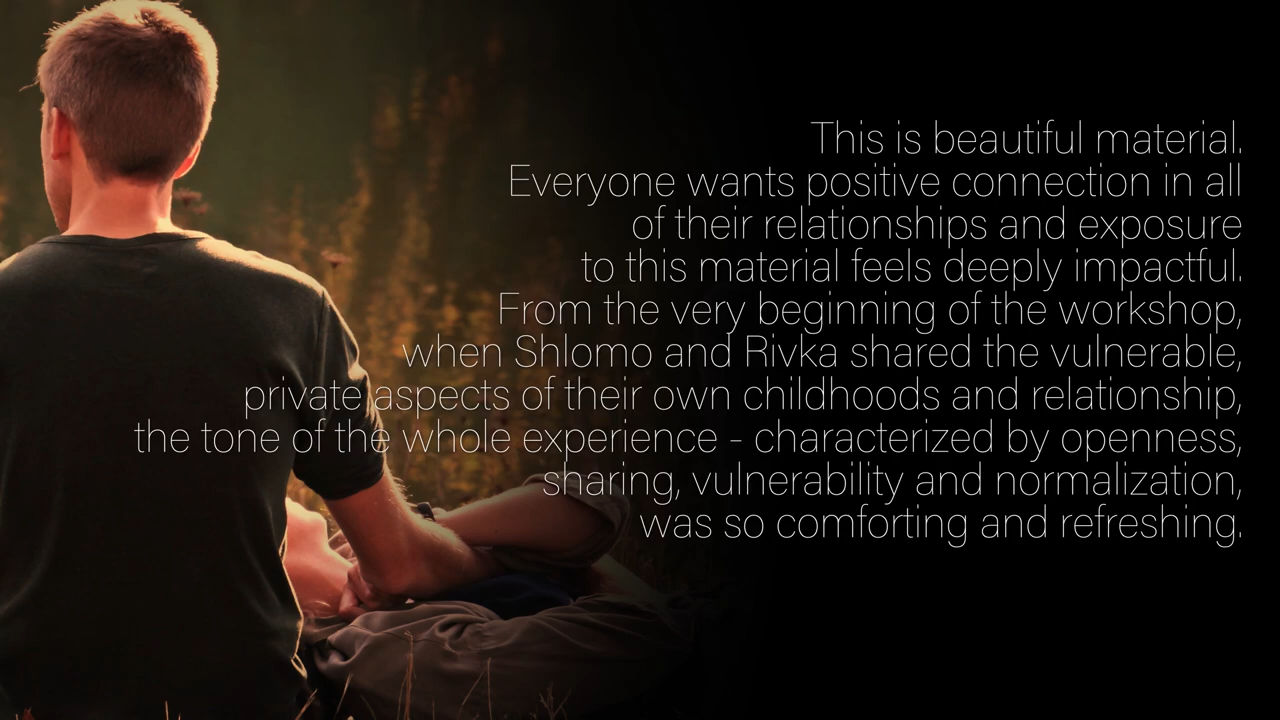 This is beautiful material.
Everyone wants positive connection in all
of their relationships and exposure
to this material feels deeply impactful.
From the very beginning of the workshop,
when Shlomo and Rivka shared the vulnerable,
private aspects of their own childhoods and relationship,
the tone of the whole experience - characterized by openness,
sharing, vulnerability and normalization,
was so comforting and refreshing.